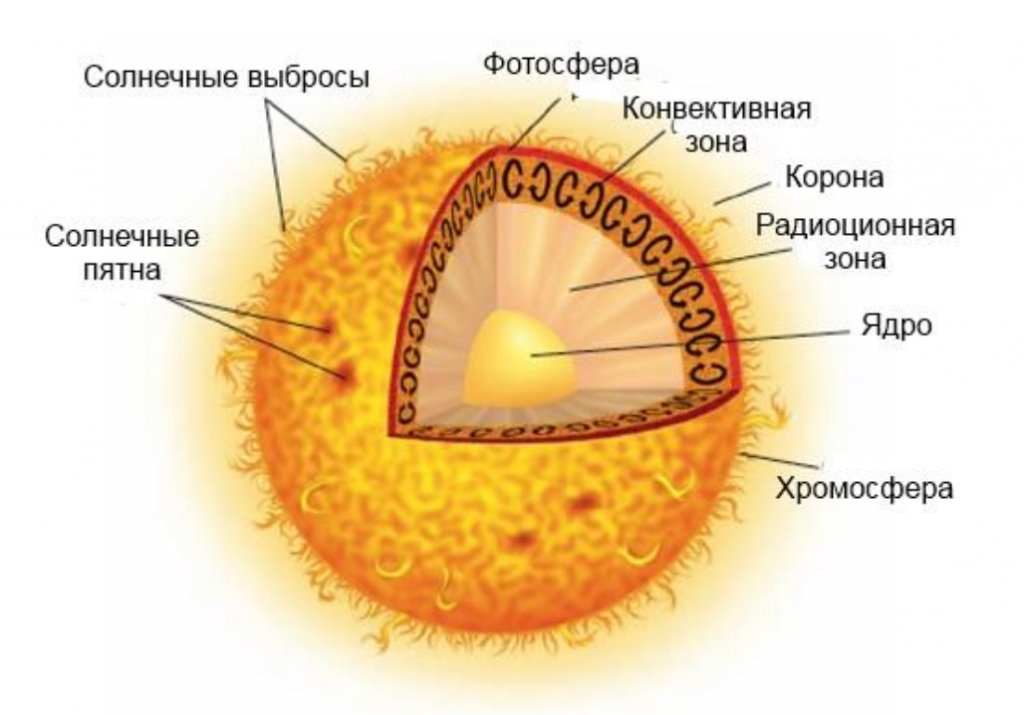 Солнечные выбросы
Фотосфера
Конвективная
зона
Корона
Радиоционная
зона
Солнечные
пятна
Ядро
Хромосфера